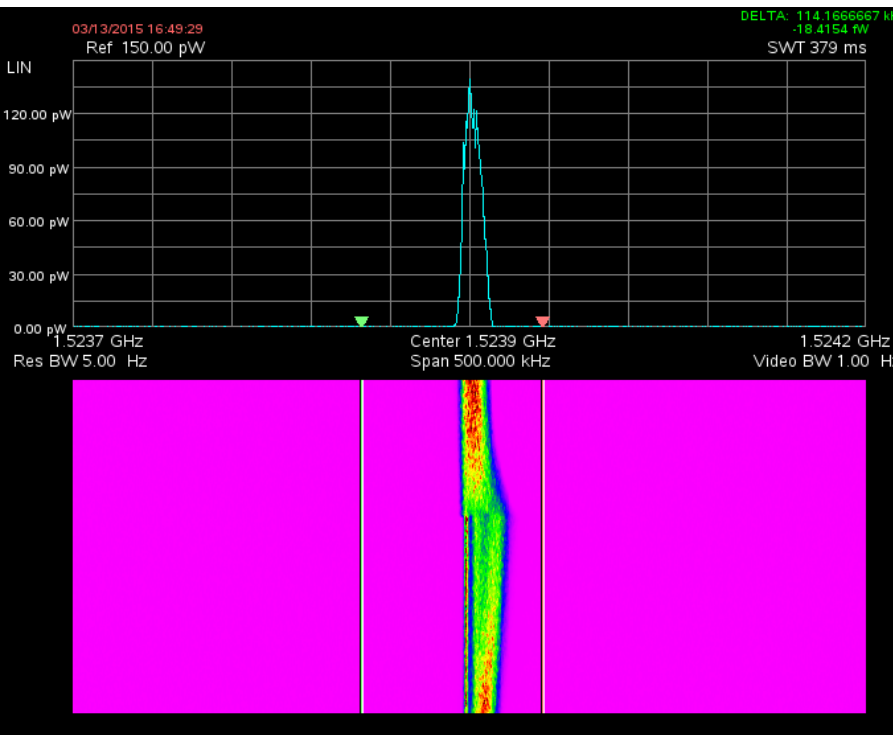 DELTA: 114.1666667 k
-18.4154 fW
03/13/2015 16:49:29
Ref 150.00 pW
SWT 379 ms
LIN
120.00 pW
90.00 pW
60.00 pW
30.00 pW
0.00 pW
1.5237 GHz
Center 1.5239 GHz
1.5242 GHz
Res BW 5.00 Hz
Span 500.000 kHz
Video BW 1.00 H